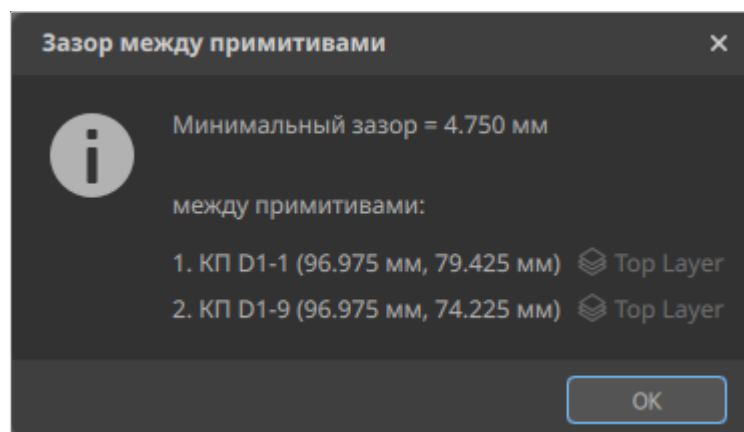 Зазор между примитивами
Минимальный зазор = 4.750 мм
между примитивами:
1. КП D1-1 (96.975 мм, 79.425 мм) Top Layer
2. КП D1-9 (96.975 мм, 74.225 мм) Top Layer
OK